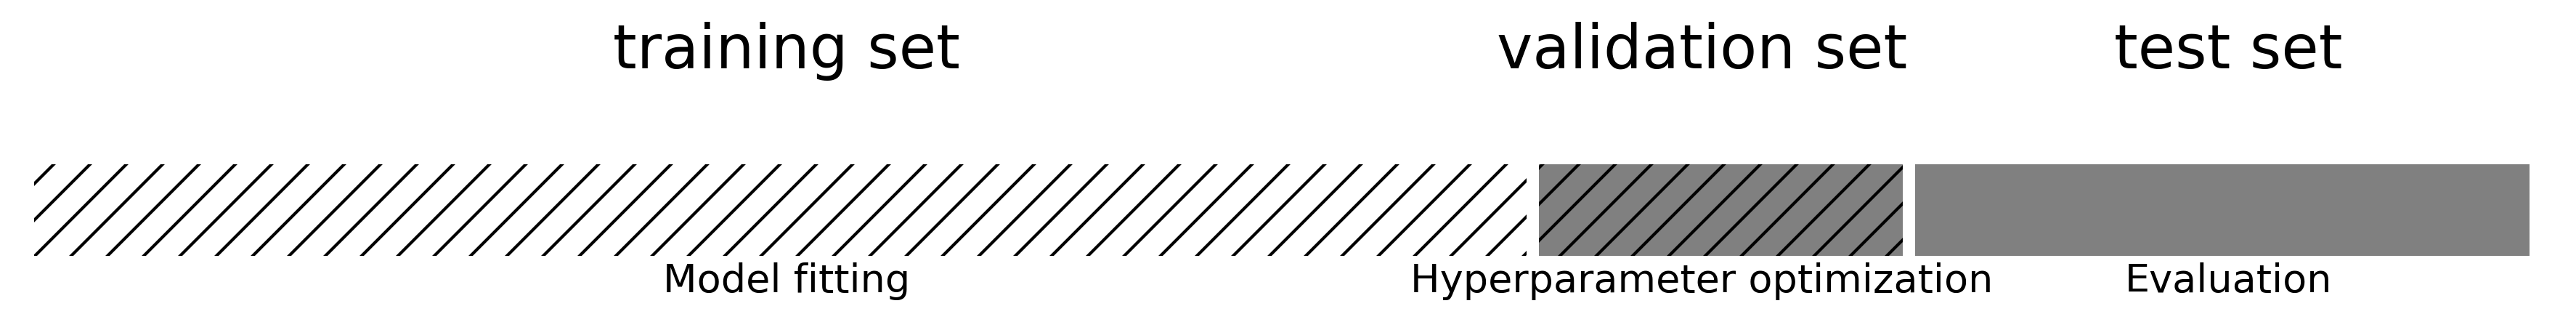 training set
validation set
test set
Model fitting
Hyperparameter optimization
Evaluation